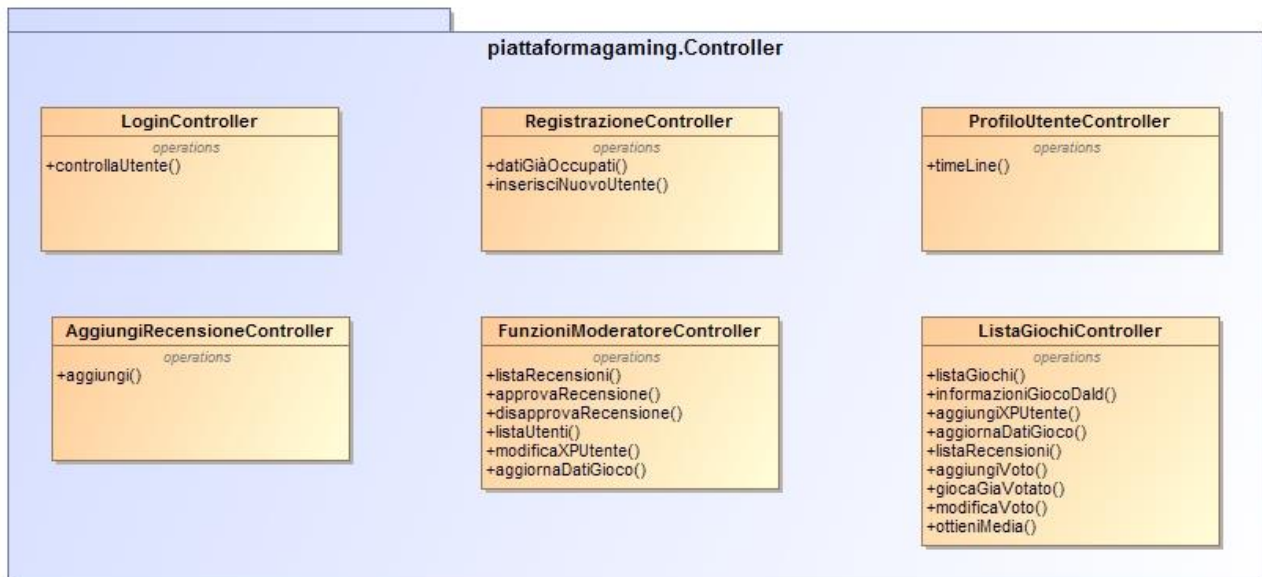 piattaformagaming.Controller
LoginController
operations
+controllaUtente()
RegistrazioneController
operations
+datiGiàOccupati()
+inserisciNuovoUtente()
ProfiloUtenteController
operations
+timeLine()
AggiungiRecensioneController
operations
+aggiungi()
FunzioniModeratoreController
operations
+listaRecensioni()
+approvaRecensione()
+disapprovaRecensione()
+listaUtenti()
+modificaXPUtente()
+aggiornaDatiGioco()
ListaGiochiController
operations
+listaGiochi()
+informazioniGiocoDaId()
+aggiungiXPUtente()
+aggiornaDatiGioco()
+listaRecensioni()
+aggiungiVoto()
+giocaGiaVotato()
+modificaVoto()
+ottieniMedia()